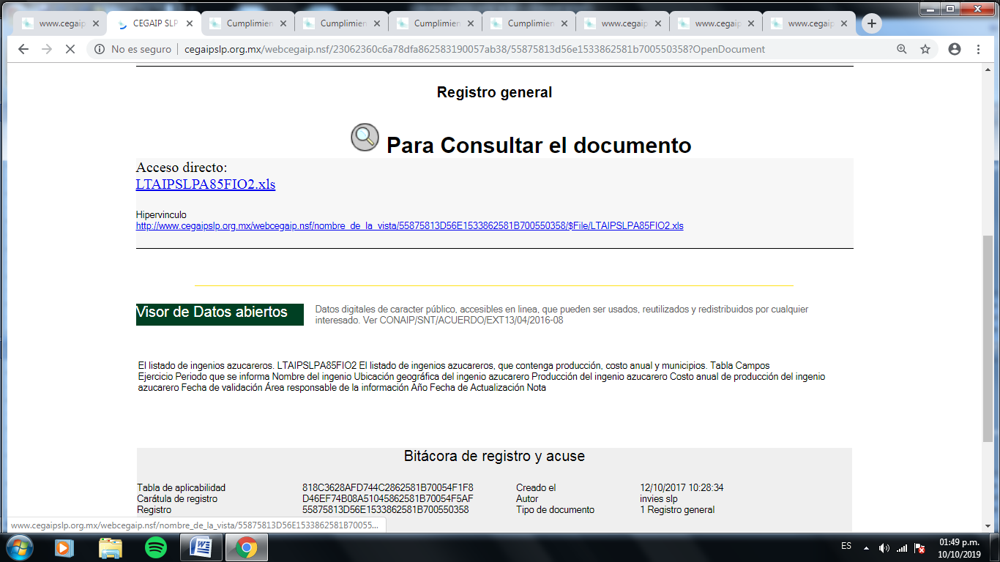 www.cegaip
CEGAIP SLP
Cumplimien
Cumplimien
Cumplimien
Cumplimien
www.cegaip
www.cegaip
www.cegaip
No es seguro | cegaipslp.org.mx/webcegaip.nsf/23062360c6a78dfa862583190057ab38/55875813d56e1533862581b700550358?OpenDocument
Registro general
Para Consultar el documento
Acceso directo:
LTAIPSLPA85FIO2.xls
Hipervinculo
http://www.cegaipslp.org.mx/webcegaip.nsf/nombre_de_la_vista/55875813D56E1533862581B700550358/$File/LTAIPSLPA85FIO2.xls
Visor de Datos abiertos
Datos digitales de caracter público, accesibles en linea, que pueden ser usados, reutilizados y redistribuidos por cualquier
interesado. Ver CONAIP/SNT/ACUERDO/EXT13/04/2016-08
El listado de ingenios azucareros. LTAIPSLPA85FIO2 El listado de ingenios azucareros, que contenga producción, costo anual y municipios. Tabla Campos
Ejercicio Periodo que se informa Nombre del ingenio Ubicación geográfica del ingenio azucarero Producción del ingenio azucarero Costo anual de producción del ingenio
azucarero Fecha de validación Área responsable de la información Año Fecha de Actualización Nota
Bitácora de registro y acuse
Tabla de aplicabilidad 818C3628AFD744C2862581B70054F1F8 Creado el 12/10/2017 10:28:34
Carátula de registro D46EF74B08A51045862581B70054F5AF Autor invies slp
Registro 55875813D56E1533862581B700550358 Tipo de documento 1 Registro general
www.cegaipslp.org.mx/webcegaip.nsf/nombre_de_la_vista/55875813D56E1533862581B70055...
ES
01:49 p.m.
10/10/2019